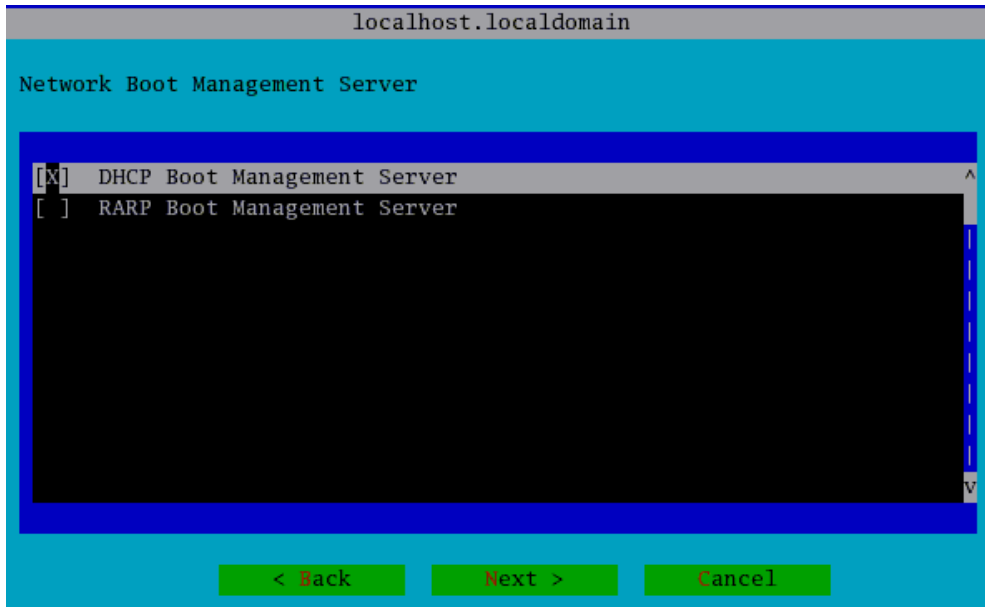 localhost.localdomain
Network Boot Management Server
[X] DHCP Boot Management Server ^
[ ] RARP Boot Management Server
|
|
|
|
|
|
|
|
v
< Back Next > Cancel